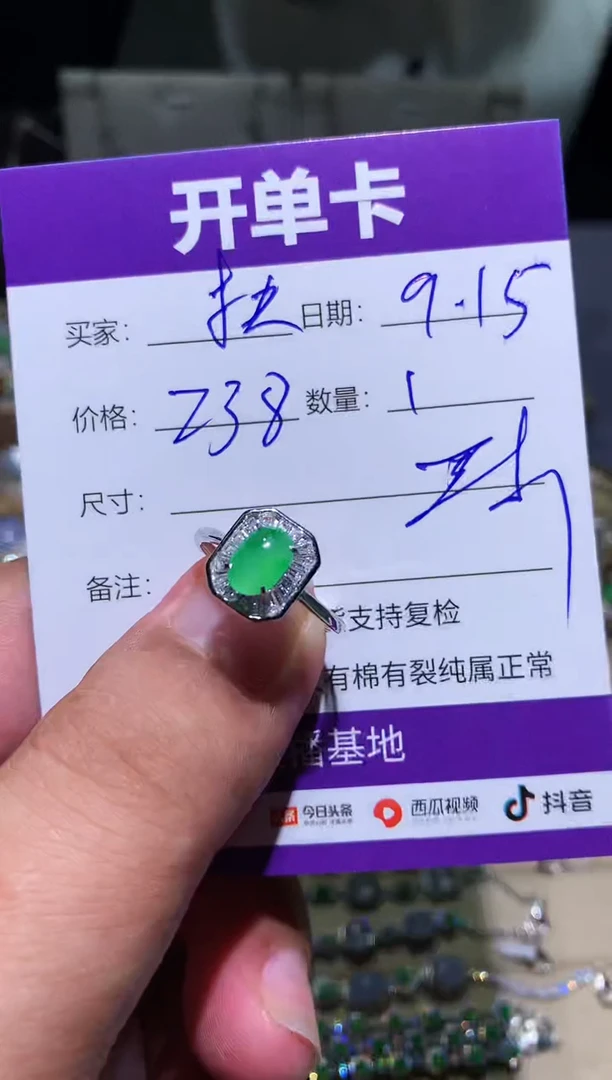 开单卡
买家: 日期: 9.15
价格: 238 数量: 1
尺寸:
备注:
支持复检
有棉有裂纯属正常
播基地
今日头条 西瓜视频 抖音